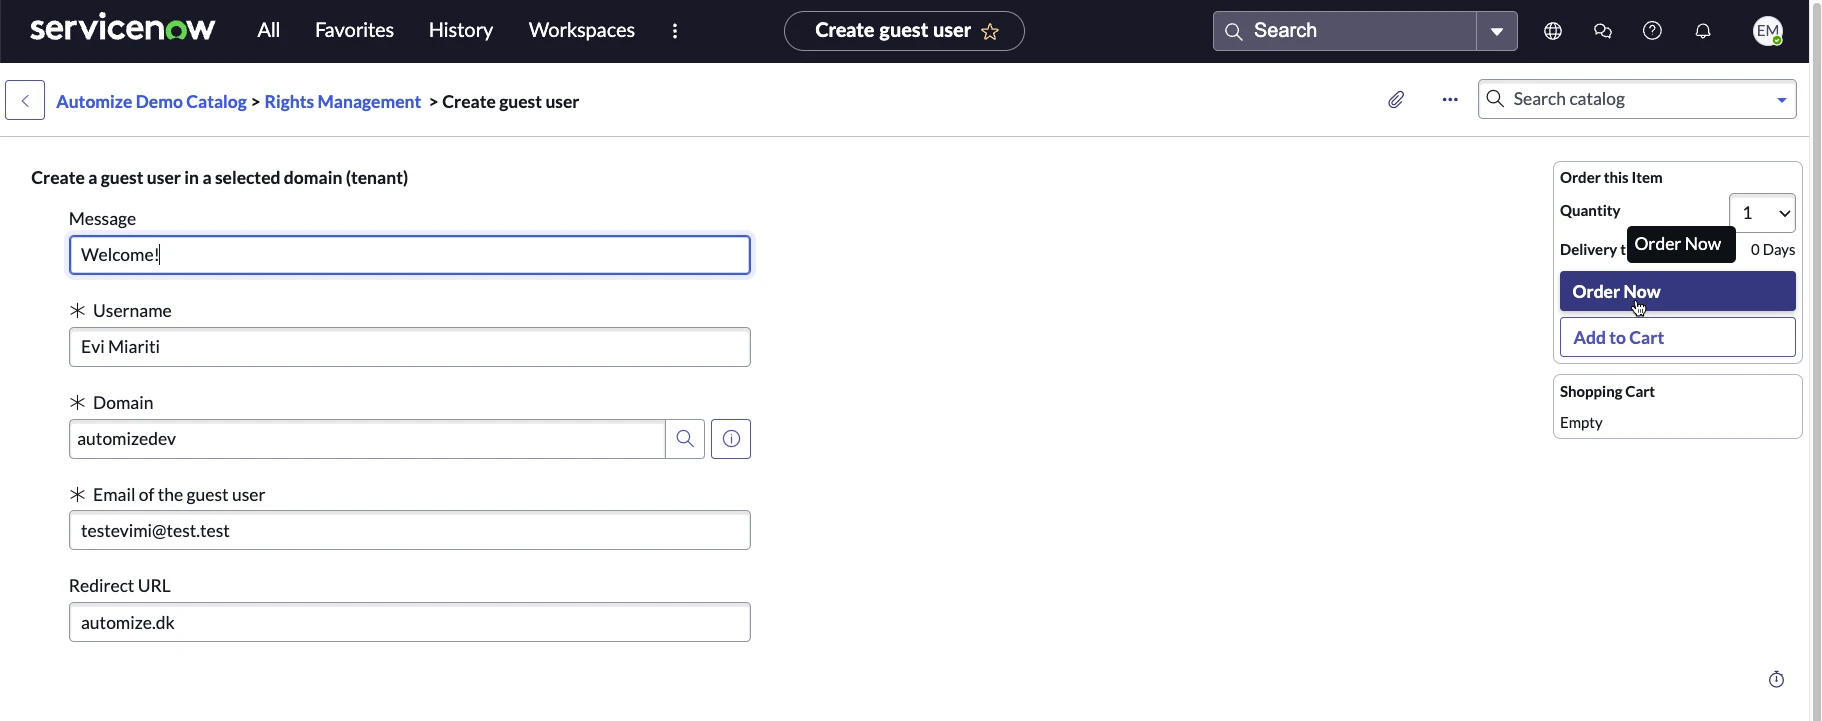 servicenow All Favorites History Workspaces Create guest user Search EM
Automize Demo Catalog > Rights Management > Create guest user Search catalog
Create a guest user in a selected domain (tenant)
Message
Welcome!
Username
Evi Miariti
Domain
automizedev
Email of the guest user
testevimi@test.test
Redirect URL
automize.dk
Order this Item
Quantity 1
Delivery t 0 Days
Order Now
Order Now
Add to Cart
Shopping Cart
Empty